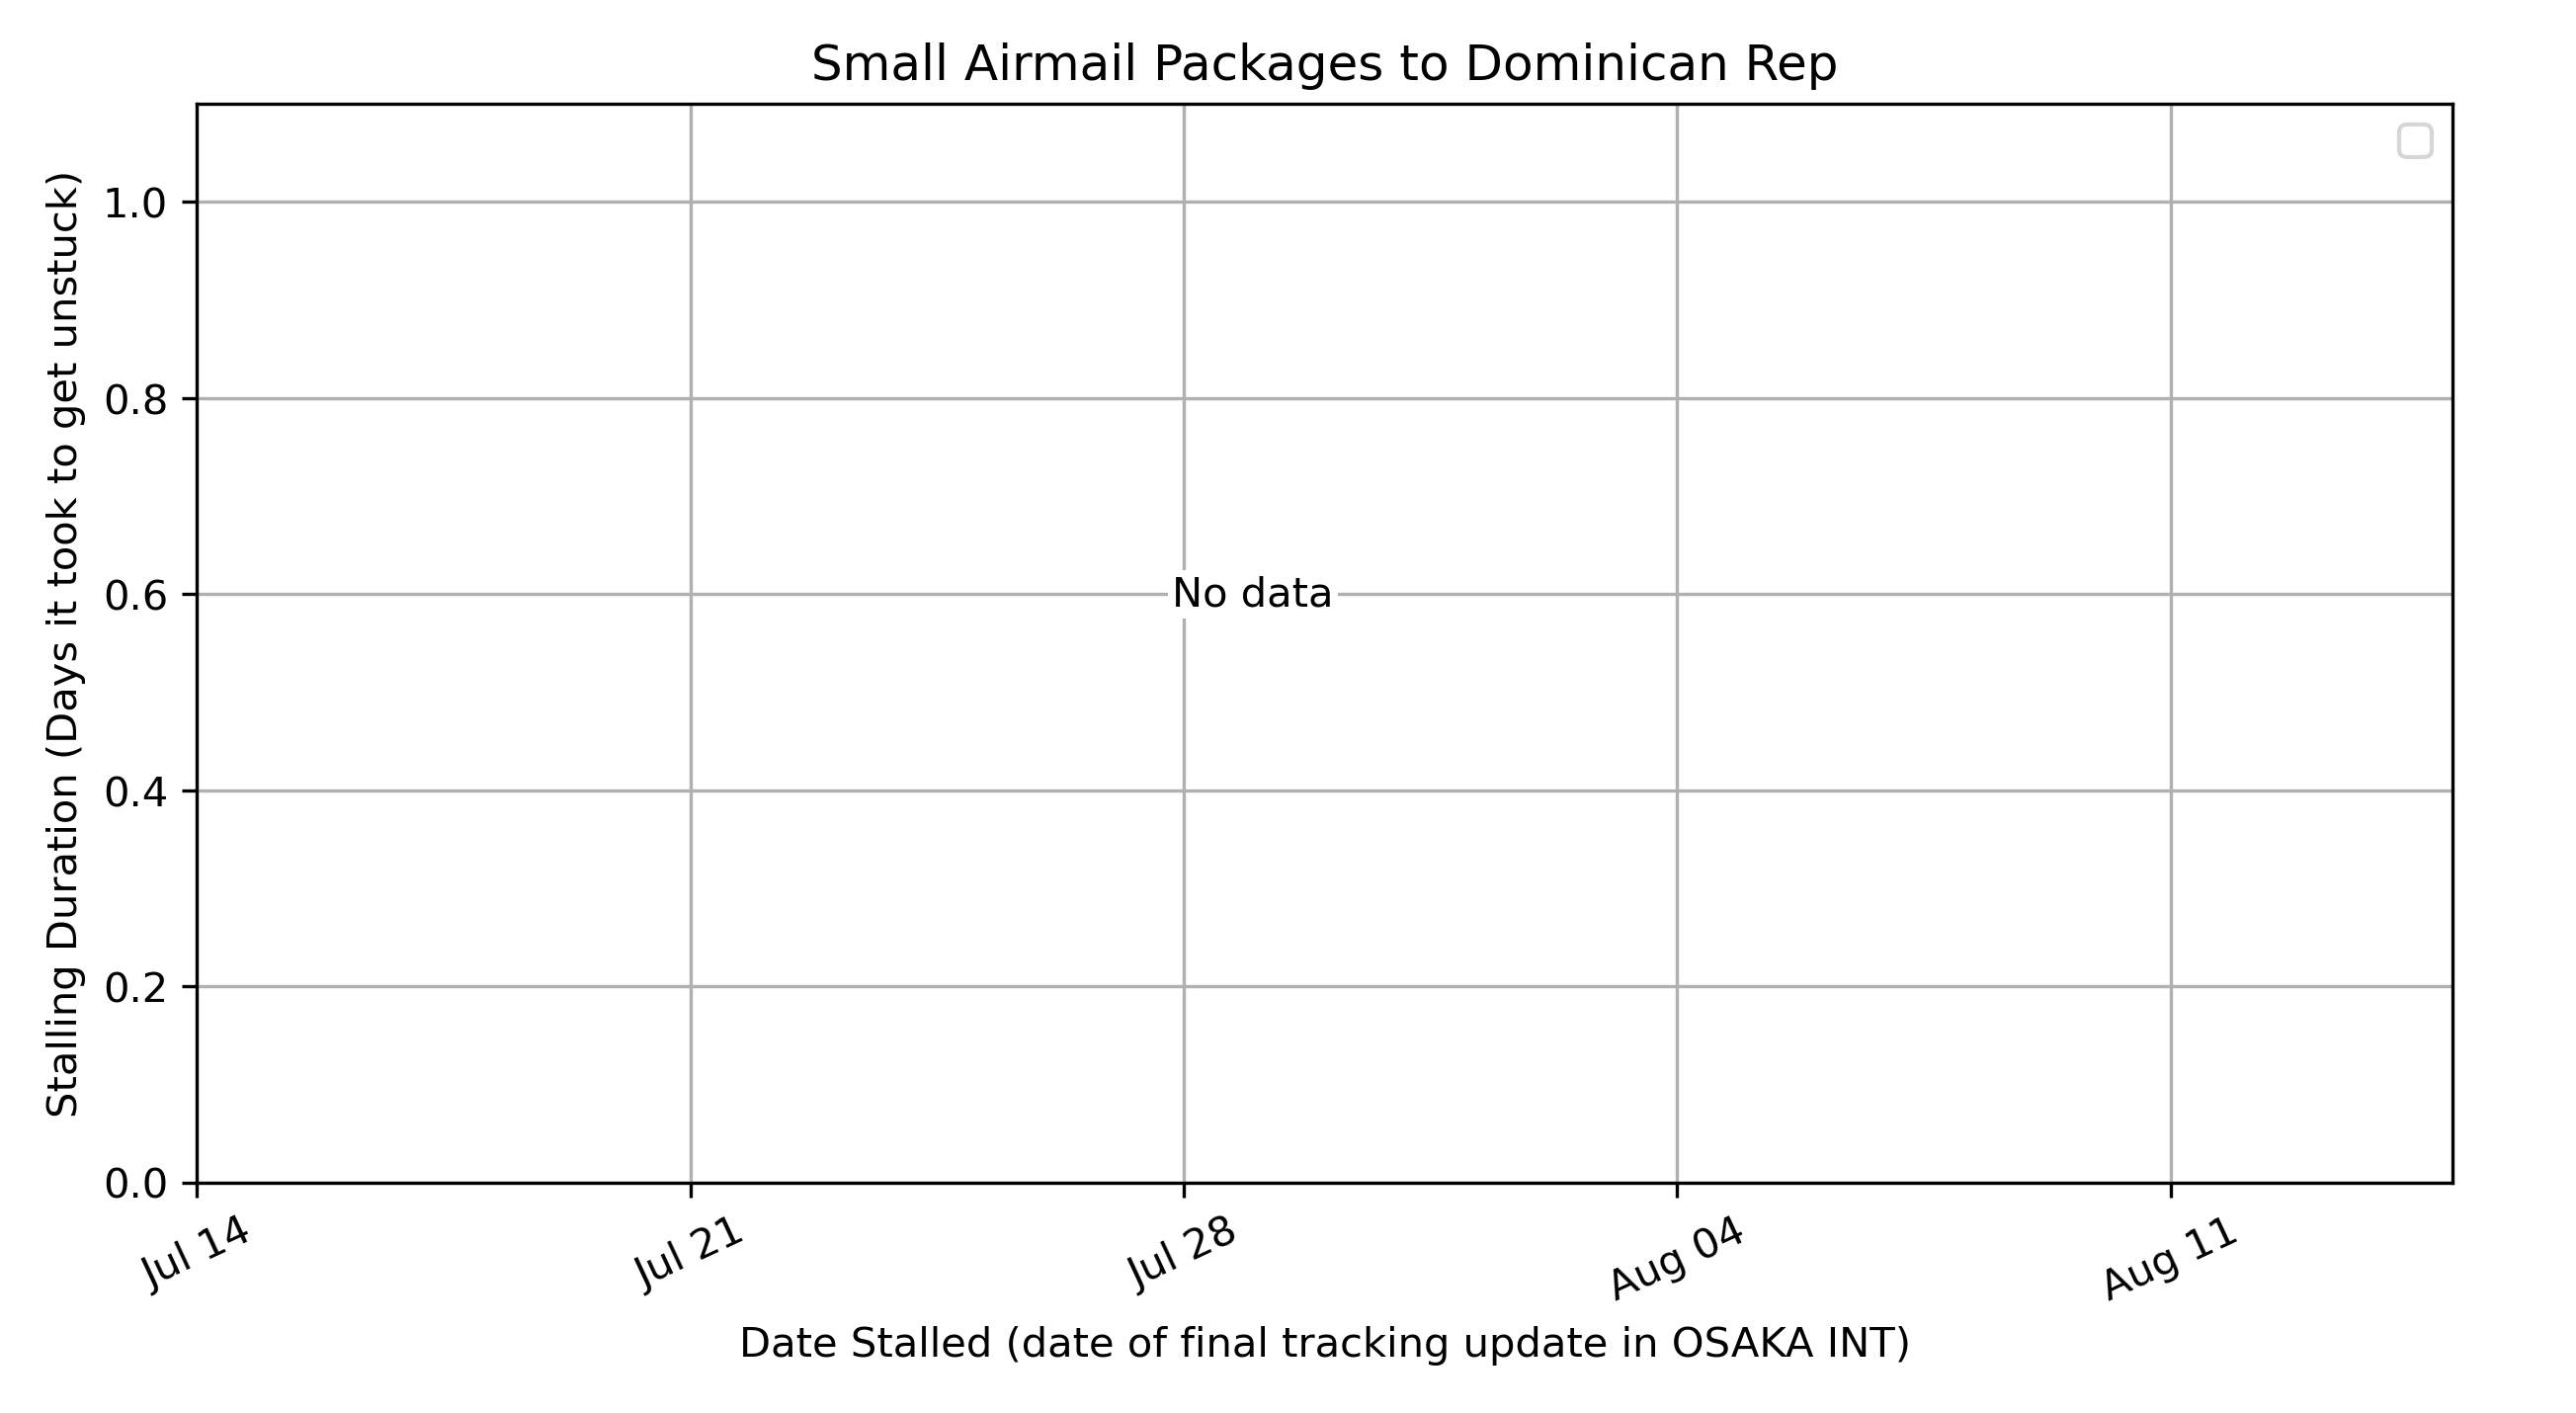 Small Airmail Packages to Dominican Rep
Stalling Duration (Days it took to get unstuck)
1.0
0.8
0.6
0.4
0.2
0.0
No data
Jul 14
Jul 21
Jul 28
Aug 04
Aug 11
Date Stalled (date of final tracking update in OSAKA INT)